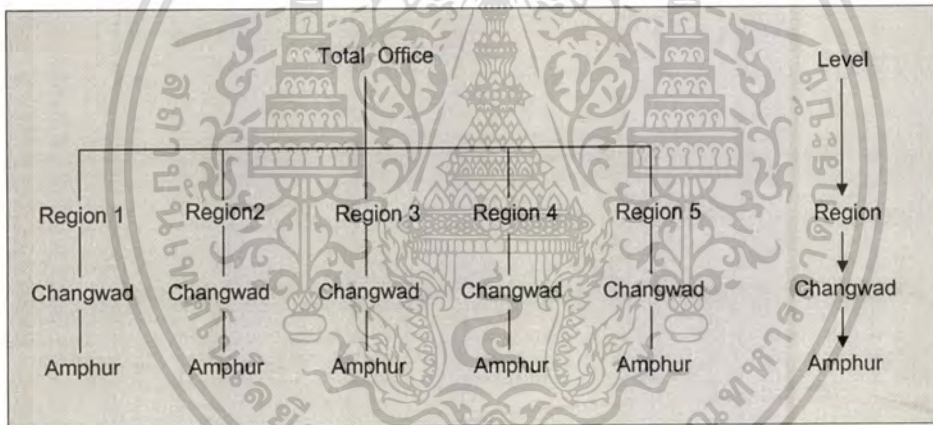 Total Office Level
Region 1 Region2 Region 3 Region 4 Region 5 Region
Changwad Changwad Changwad Changwad Changwad Changwad
Amphur Amphur Amphur Amphur Amphur Amphur